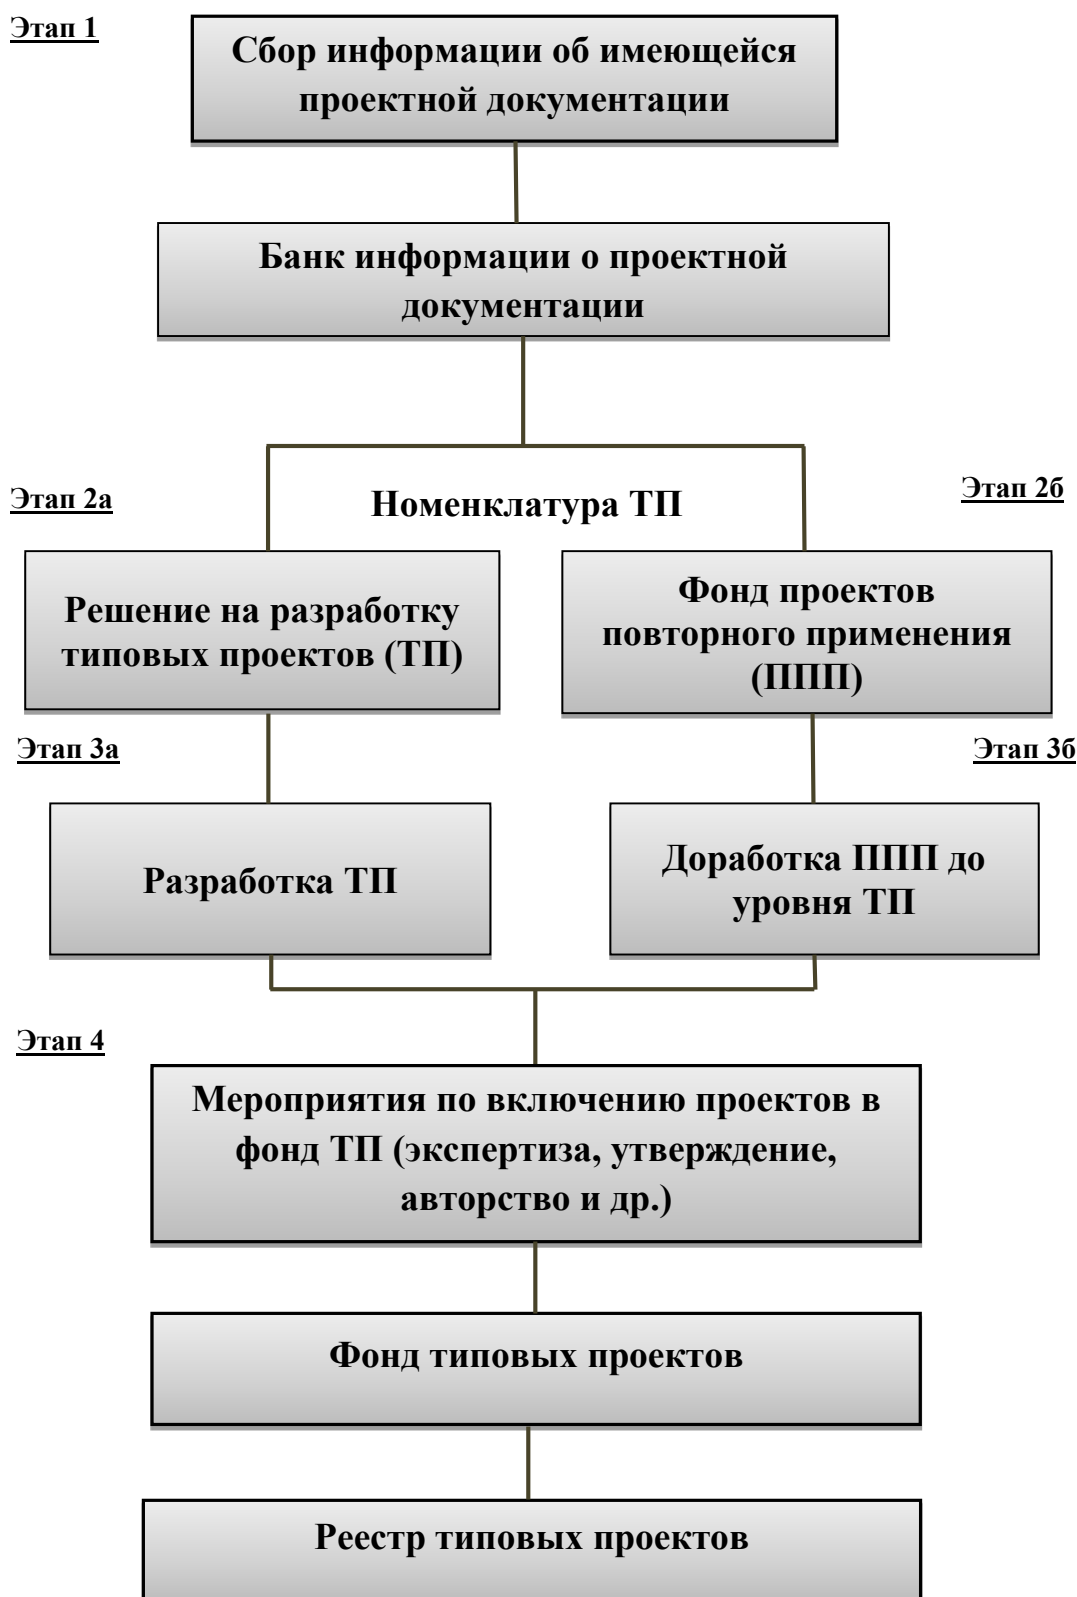 Этап 1
Сбор информации об имеющейся
проектной документации
Банк информации о проектной
документации
Этап 2а
Номенклатура ТП
Этап 2б
Решение на разработку
типовых проектов (ТП)
Фонд проектов
повторного применения
(ППП)
Этап 3а
Этап 3б
Разработка ТП
Доработка ППП до
уровня ТП
Этап 4
Мероприятия по включению проектов в
фонд ТП (экспертиза, утверждение,
авторство и др.)
Фонд типовых проектов
Реестр типовых проектов